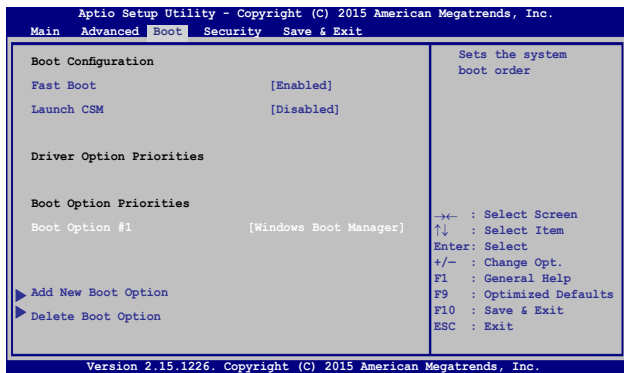 Aptio Setup Utility - Copyright (C) 2015 American Megatrends, Inc.
Main Advanced Boot Security Save & Exit
Boot Configuration
Fast Boot [Enabled]
Launch CSM [Disabled]
Driver Option Priorities
Boot Option Priorities
Boot Option #1 [Windows Boot Manager]
Add New Boot Option
Delete Boot Option
Sets the system
boot order
→← : Select Screen
↑↓ : Select Item
Enter: Select
+/— : Change Opt.
F1 : General Help
F9 : Optimized Defaults
F10 : Save & Exit
ESC : Exit
Version 2.15.1226. Copyright (C) 2015 American Megatrends, Inc.